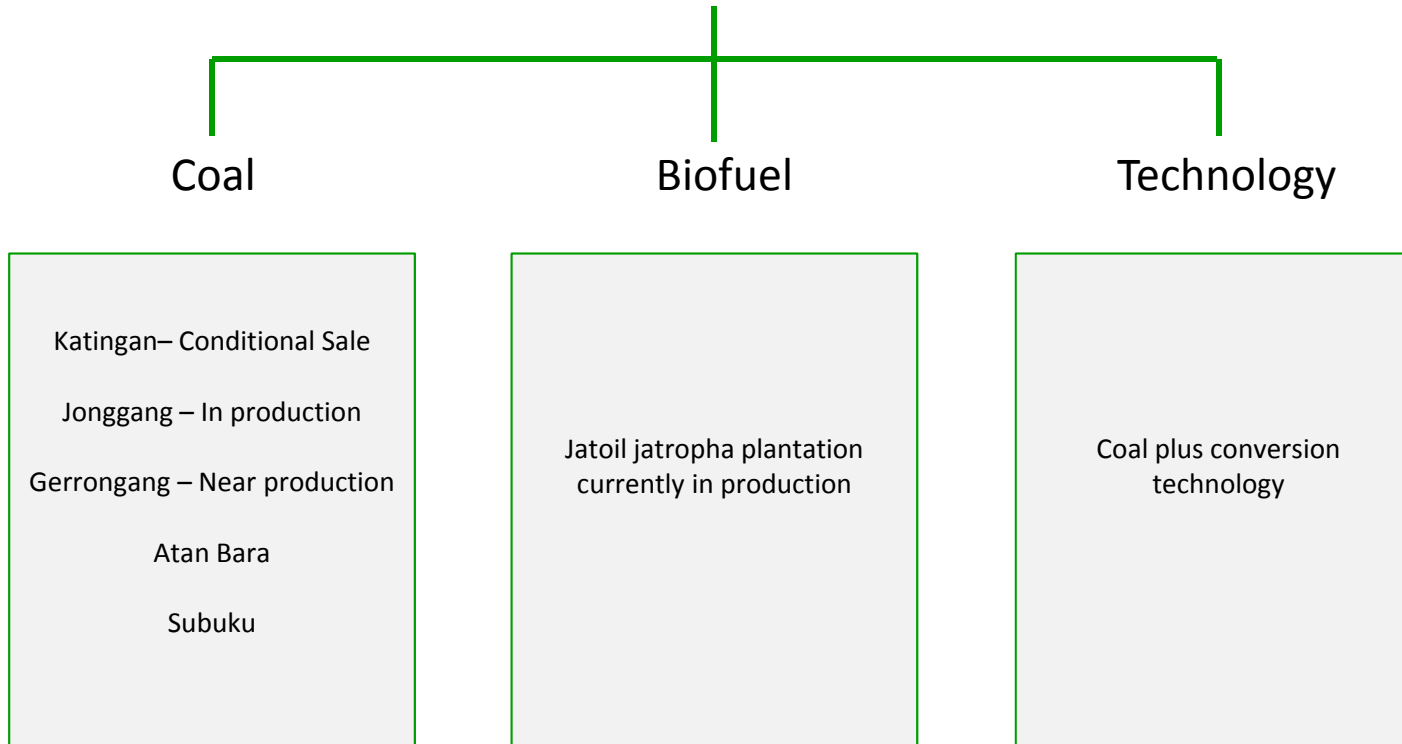 Coal
Katingan– Conditional Sale
Jonggang – In production
Gerrongang – Near production
Atan Bara
Subuku
Biofuel
Jatoil jatropha plantation
currently in production
Technology
Coal plus conversion
technology